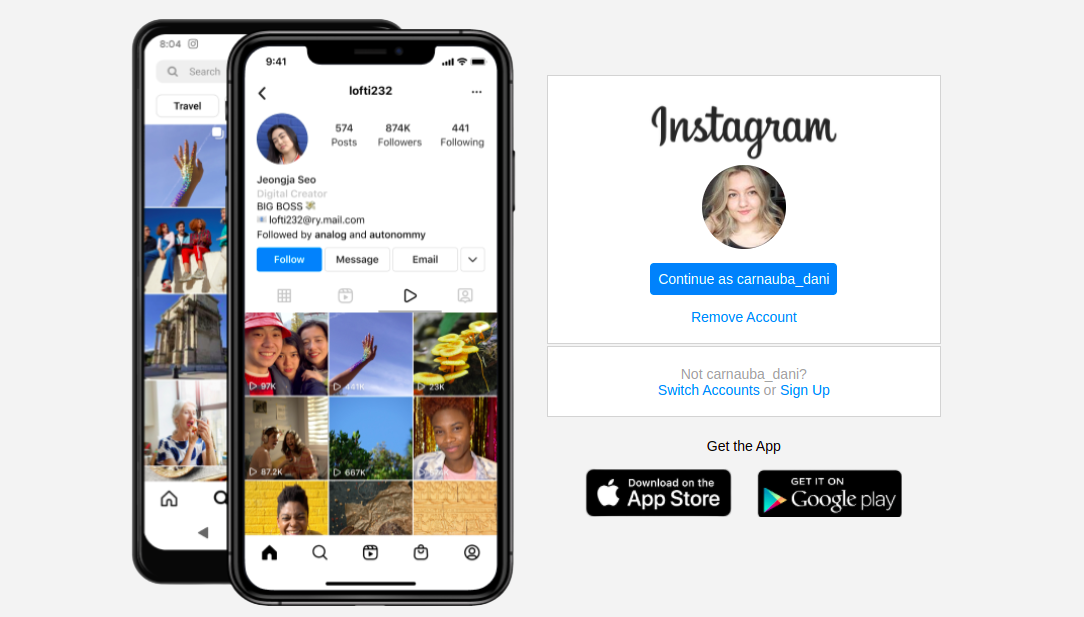 8:04
Search
Travel
9:41
lofti232
574
874K
441
Posts
Followers
Following
Jeongja Seo
Digital Creator
BIG BOSS
lofti232@ry.mail.com
Followed by analog and autonommy
Follow
Message
Email
97K
441K
23K
87.2K
667K
Instagram
Continue as carnauba_dani
Remove Account
Not carnauba_dani?
Switch Accounts or Sign Up
Get the App
Download on the
App Store
GET IT ON
Google play